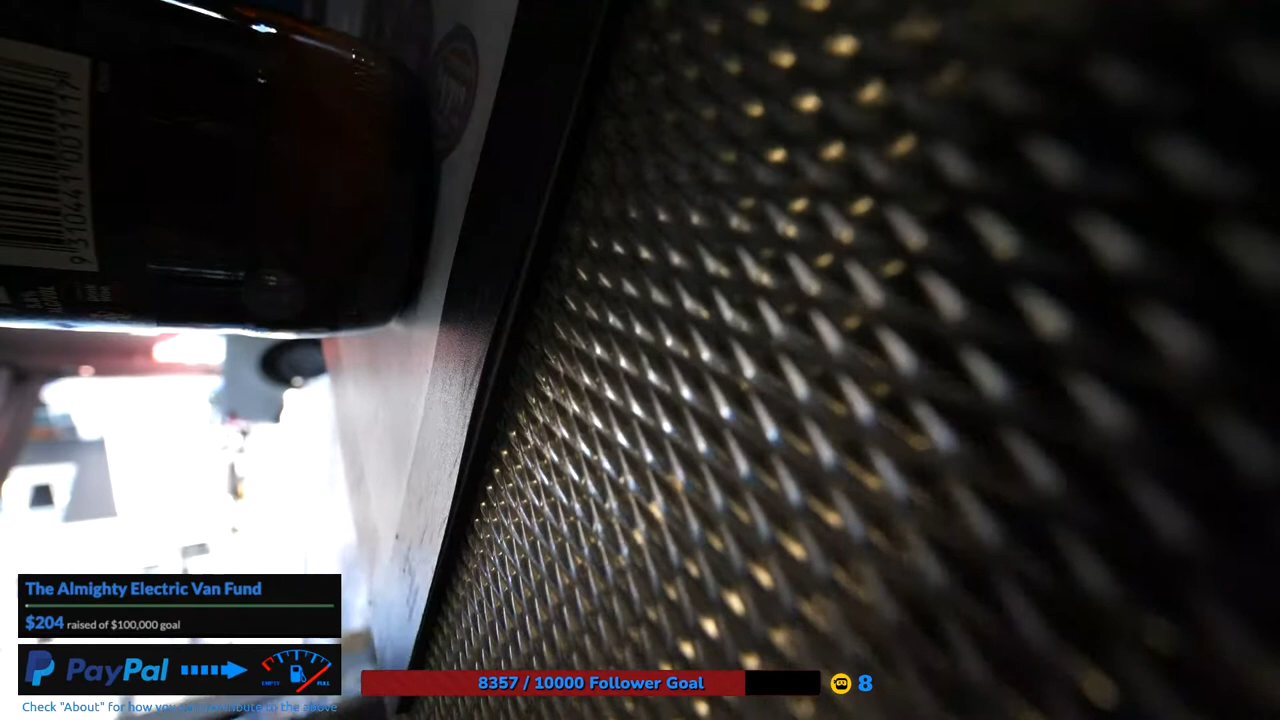 9310441001117
The Almighty Electric Van Fund
$204 raised of $100,000 goal
PayPal
EMPTY
FULL
8357 / 10000 Follower Goal
8
Check "About" for how you can contribute to the above